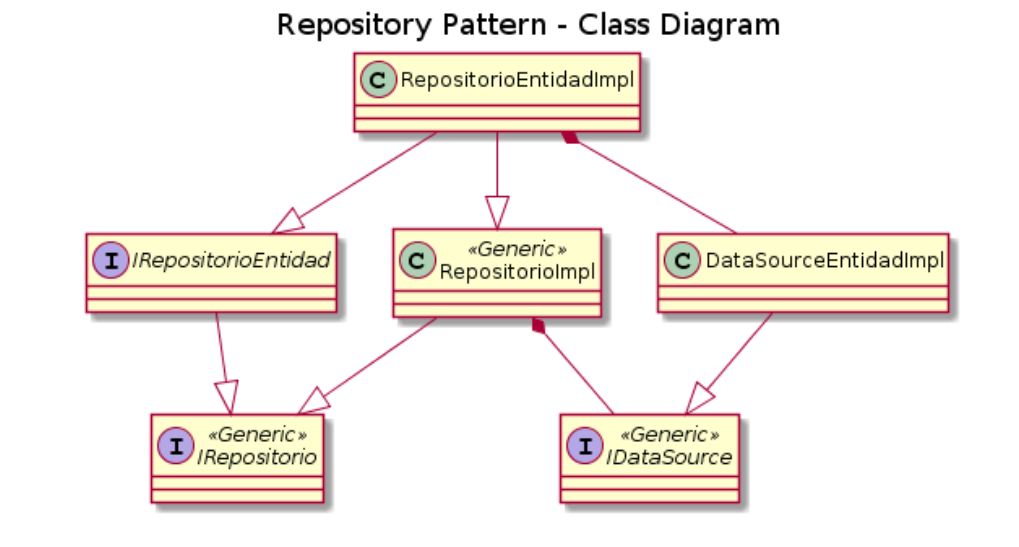 Repository Pattern - Class Diagram
C RepositorioEntidadImpl
I IRepositorioEntidad
«Generic»
C RepositorioImpl
C DataSourceEntidadImpl
«Generic»
I IRepositorio
«Generic»
I IDataSource